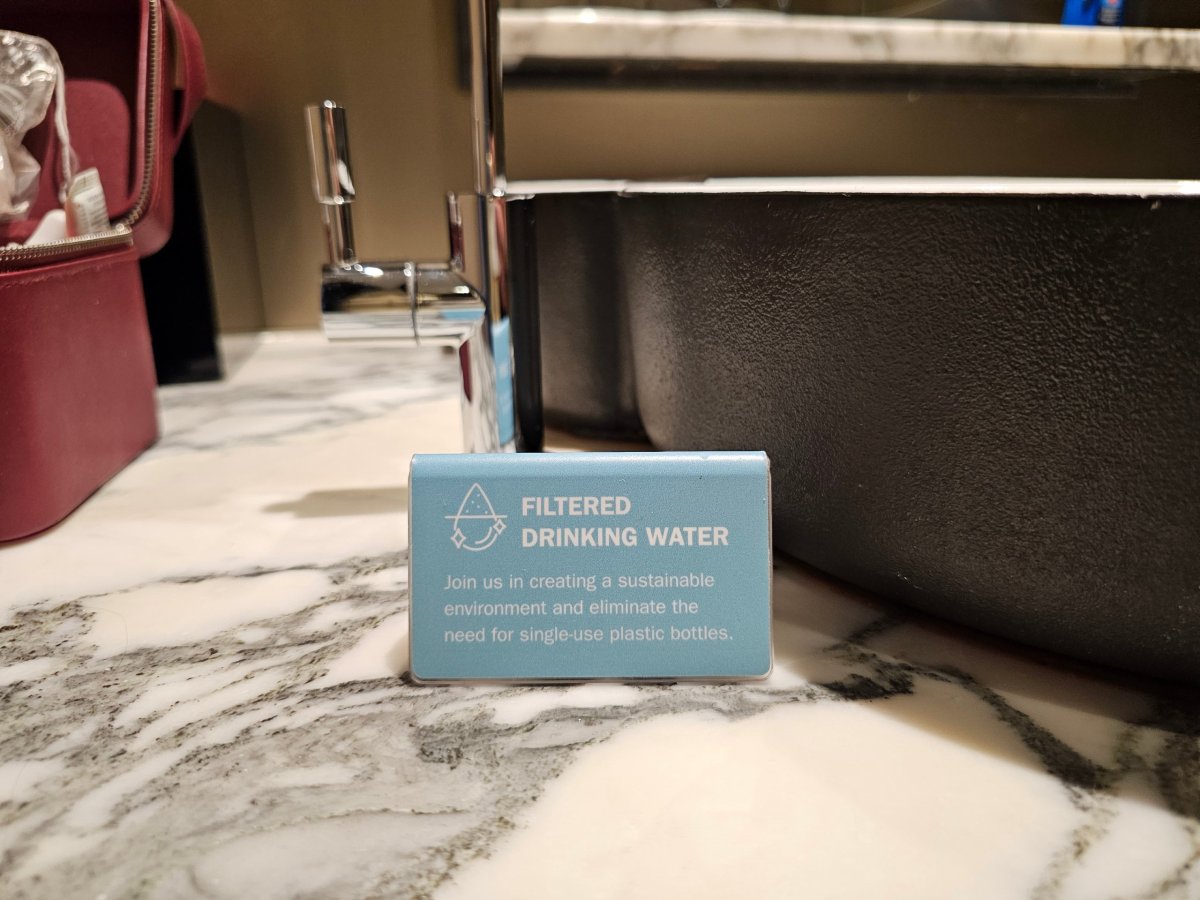 FILTERED
DRINKING WATER
Join us in creating a sustainable
environment and eliminate the
need for single-use plastic bottles.